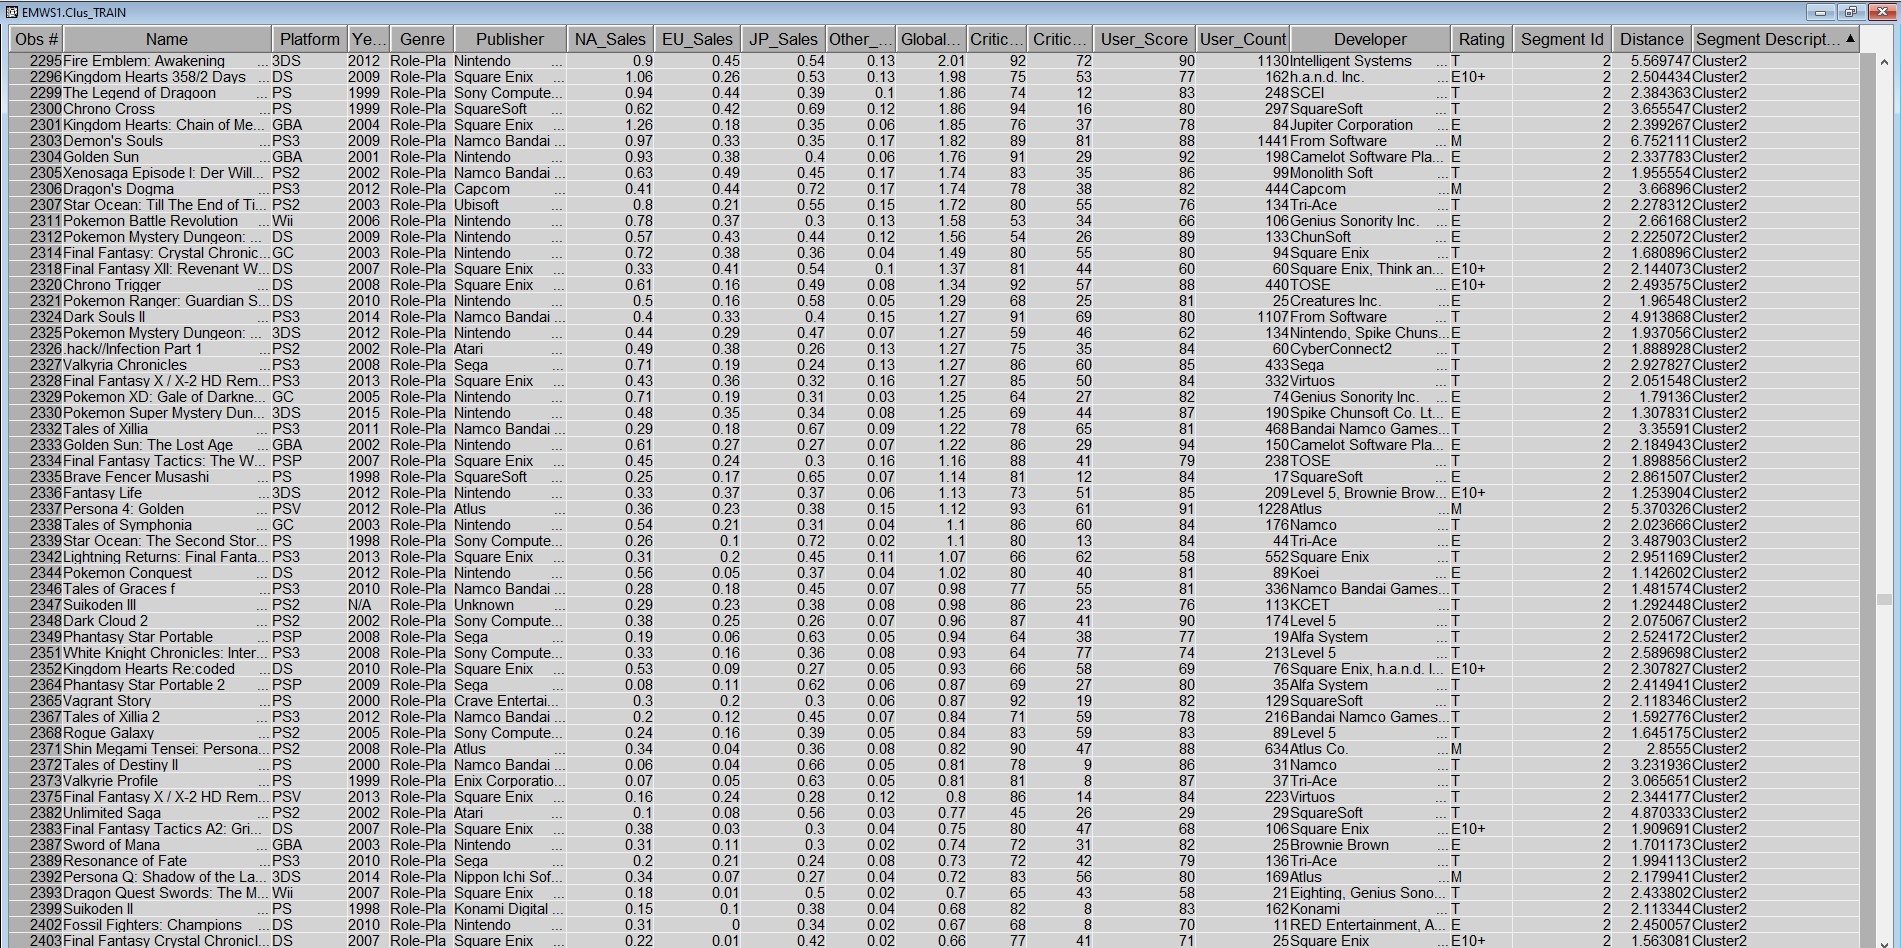 EMWS1.Clus_TRAIN
Obs # Name Platform Ye... Genre Publisher NA_Sales EU_Sales JP_Sales Other_... Global... Critic... Critic... User_Score User_Count Developer Rating Segment Id Distance Segment Descript...
2295 Fire Emblem: Awakening ... 3DS 2012 Role-Pla Nintendo ... 0.9 0.45 0.54 0.13 2.01 92 72 90 1130 Intelligent Systems ... T 2 5.569747 Cluster2
2296 Kingdom Hearts 358/2 Days ... DS 2009 Role-Pla Square Enix ... 1.06 0.26 0.53 0.13 1.98 75 53 77 162 h.a.n.d. Inc. ... E10+ 2 2.504434 Cluster2
2299 The Legend of Dragoon ... PS 1999 Role-Pla Sony Compute... 0.94 0.44 0.39 0.1 1.86 74 12 83 248 SCEI ... T 2 2.384363 Cluster2
2300 Chrono Cross ... PS 1999 Role-Pla SquareSoft ... 0.62 0.42 0.69 0.12 1.86 94 16 80 297 SquareSoft ... T 2 3.655547 Cluster2
2301 Kingdom Hearts: Chain of Me... GBA 2004 Role-Pla Square Enix ... 1.26 0.18 0.35 0.06 1.85 76 37 78 84 Jupiter Corporation ... E 2 2.399267 Cluster2
2303 Demon's Souls ... PS3 2009 Role-Pla Namco Bandai ... 0.97 0.33 0.35 0.17 1.82 89 81 88 1441 From Software ... M 2 6.752111 Cluster2
2304 Golden Sun ... GBA 2001 Role-Pla Nintendo ... 0.93 0.38 0.4 0.06 1.76 91 29 92 198 Camelot Software Pla... E 2 2.337783 Cluster2
2305 Xenosaga Episode I: Der Will... PS2 2002 Role-Pla Namco Bandai ... 0.63 0.49 0.45 0.17 1.74 83 35 86 99 Monolith Soft ... T 2 1.955554 Cluster2
2306 Dragon's Dogma ... PS3 2012 Role-Pla Capcom ... 0.41 0.44 0.72 0.17 1.74 78 38 82 444 Capcom ... M 2 3.66896 Cluster2
2307 Star Ocean: Till The End of Ti... PS2 2003 Role-Pla Ubisoft ... 0.8 0.21 0.55 0.15 1.72 80 55 76 134 Tri-Ace ... T 2 2.278312 Cluster2
2311 Pokemon Battle Revolution ... Wii 2006 Role-Pla Nintendo ... 0.78 0.37 0.3 0.13 1.58 53 34 66 106 Genius Sonority Inc. ... E 2 2.66168 Cluster2
2312 Pokemon Mystery Dungeon: ... DS 2009 Role-Pla Nintendo ... 0.57 0.43 0.44 0.12 1.56 54 26 89 133 ChunSoft ... E 2 2.225072 Cluster2
2314 Final Fantasy: Crystal Chronic... GC 2003 Role-Pla Nintendo ... 0.72 0.38 0.36 0.04 1.49 80 55 80 94 Square Enix ... T 2 1.680896 Cluster2
2318 Final Fantasy XII: Revenant W... DS 2007 Role-Pla Square Enix ... 0.33 0.41 0.54 0.1 1.37 81 44 60 60 Square Enix, Think an... E10+ 2 2.144073 Cluster2
2320 Chrono Trigger ... DS 2008 Role-Pla Square Enix ... 0.61 0.16 0.49 0.08 1.34 92 57 88 440 TOSE ... E10+ 2 2.493575 Cluster2
2321 Pokemon Ranger: Guardian S... DS 2010 Role-Pla Nintendo ... 0.5 0.16 0.58 0.05 1.29 68 25 81 25 Creatures Inc. ... E 2 1.96548 Cluster2
2324 Dark Souls II ... PS3 2014 Role-Pla Namco Bandai ... 0.4 0.33 0.4 0.15 1.27 91 69 80 1107 From Software ... T 2 4.913868 Cluster2
2325 Pokemon Mystery Dungeon: ... 3DS 2012 Role-Pla Nintendo ... 0.44 0.29 0.47 0.07 1.27 59 46 62 134 Nintendo, Spike Chuns... E 2 1.937056 Cluster2
2326 .hack//Infection Part 1 ... PS2 2002 Role-Pla Atari ... 0.49 0.38 0.26 0.13 1.27 75 35 84 60 CyberConnect2 ... T 2 1.888928 Cluster2
2327 Valkyria Chronicles ... PS3 2008 Role-Pla Sega ... 0.71 0.19 0.24 0.13 1.27 86 60 85 433 Sega ... T 2 2.927827 Cluster2
2328 Final Fantasy X / X-2 HD Rem... PS3 2013 Role-Pla Square Enix ... 0.43 0.36 0.32 0.16 1.27 85 50 84 332 Virtuos ... T 2 2.051548 Cluster2
2329 Pokemon XD: Gale of Darkne... GC 2005 Role-Pla Nintendo ... 0.71 0.19 0.31 0.03 1.25 64 27 82 74 Genius Sonority Inc. ... E 2 1.79136 Cluster2
2330 Pokemon Super Mystery Dun... 3DS 2015 Role-Pla Nintendo ... 0.48 0.35 0.34 0.08 1.25 69 44 87 190 Spike Chunsoft Co. Lt... E 2 1.307831 Cluster2
2332 Tales of Xillia ... PS3 2011 Role-Pla Namco Bandai ... 0.29 0.18 0.67 0.09 1.22 78 65 81 468 Bandai Namco Games... T 2 3.35591 Cluster2
2333 Golden Sun: The Lost Age ... GBA 2002 Role-Pla Nintendo ... 0.61 0.27 0.27 0.07 1.22 86 29 94 150 Camelot Software Pla... E 2 2.184943 Cluster2
2334 Final Fantasy Tactics: The W... PSP 2007 Role-Pla Square Enix ... 0.45 0.24 0.3 0.16 1.16 88 41 79 238 TOSE ... T 2 1.898856 Cluster2
2335 Brave Fencer Musashi ... PS 1998 Role-Pla SquareSoft ... 0.25 0.17 0.65 0.07 1.14 81 12 84 17 SquareSoft ... E 2 2.861507 Cluster2
2336 Fantasy Life ... 3DS 2012 Role-Pla Nintendo ... 0.33 0.37 0.37 0.06 1.13 73 51 85 209 Level 5, Brownie Brow... E10+ 2 1.253904 Cluster2
2337 Persona 4: Golden ... PSV 2012 Role-Pla Atlus ... 0.36 0.23 0.38 0.15 1.12 93 61 91 1228 Atlus ... M 2 5.370326 Cluster2
2338 Tales of Symphonia ... GC 2003 Role-Pla Nintendo ... 0.54 0.21 0.31 0.04 1.1 86 60 84 176 Namco ... T 2 2.023666 Cluster2
2339 Star Ocean: The Second Stor... PS 1998 Role-Pla Sony Compute... 0.26 0.1 0.72 0.02 1.1 80 13 84 44 Tri-Ace ... E 2 3.487903 Cluster2
2342 Lightning Returns: Final Fanta... PS3 2013 Role-Pla Square Enix ... 0.31 0.2 0.45 0.11 1.07 66 62 58 552 Square Enix ... T 2 2.951169 Cluster2
2344 Pokemon Conquest ... DS 2012 Role-Pla Nintendo ... 0.56 0.05 0.37 0.04 1.02 80 40 81 89 Koei ... E 2 1.142602 Cluster2
2346 Tales of Graces f ... PS3 2010 Role-Pla Namco Bandai ... 0.28 0.18 0.45 0.07 0.98 77 55 81 336 Namco Bandai Games... T 2 1.481574 Cluster2
2347 Suikoden III ... PS2 N/A Role-Pla Unknown ... 0.29 0.23 0.38 0.08 0.98 86 23 76 113 KCET ... T 2 1.292448 Cluster2
2348 Dark Cloud 2 ... PS2 2002 Role-Pla Sony Compute... 0.38 0.25 0.26 0.07 0.96 87 41 90 174 Level 5 ... T 2 2.075067 Cluster2
2349 Phantasy Star Portable ... PSP 2008 Role-Pla Sega ... 0.19 0.06 0.63 0.05 0.94 64 38 77 19 Alfa System ... T 2 2.524172 Cluster2
2351 White Knight Chronicles: Inter... PS3 2008 Role-Pla Sony Compute... 0.33 0.16 0.36 0.08 0.93 64 77 74 213 Level 5 ... T 2 2.589698 Cluster2
2352 Kingdom Hearts Re:coded ... DS 2010 Role-Pla Square Enix ... 0.53 0.09 0.27 0.05 0.93 66 58 69 76 Square Enix, h.a.n.d. I... E10+ 2 2.307827 Cluster2
2364 Phantasy Star Portable 2 ... PSP 2009 Role-Pla Sega ... 0.08 0.11 0.62 0.06 0.87 69 27 80 35 Alfa System ... T 2 2.414941 Cluster2
2365 Vagrant Story ... PS 2000 Role-Pla Crave Entertai... 0.3 0.2 0.3 0.06 0.87 92 19 82 129 SquareSoft ... T 2 2.118346 Cluster2
2367 Tales of Xillia 2 ... PS3 2012 Role-Pla Namco Bandai ... 0.2 0.12 0.45 0.07 0.84 71 59 78 216 Bandai Namco Games... T 2 1.592776 Cluster2
2368 Rogue Galaxy ... PS2 2005 Role-Pla Sony Compute... 0.24 0.16 0.39 0.05 0.84 83 59 83 89 Level 5 ... T 2 1.645175 Cluster2
2371 Shin Megami Tensei: Persona... PS2 2008 Role-Pla Atlus ... 0.34 0.04 0.36 0.08 0.82 90 47 88 634 Atlus Co. ... M 2 2.8555 Cluster2
2372 Tales of Destiny II ... PS 2000 Role-Pla Namco Bandai ... 0.06 0.04 0.66 0.05 0.81 78 9 86 31 Namco ... T 2 3.231936 Cluster2
2373 Valkyrie Profile ... PS 1999 Role-Pla Enix Corporatio... 0.07 0.05 0.63 0.05 0.81 81 8 87 37 Tri-Ace ... T 2 3.065651 Cluster2
2375 Final Fantasy X / X-2 HD Rem... PSV 2013 Role-Pla Square Enix ... 0.16 0.24 0.28 0.12 0.8 86 14 84 223 Virtuos ... T 2 2.344177 Cluster2
2382 Unlimited Saga ... PS2 2002 Role-Pla Atari ... 0.1 0.08 0.56 0.03 0.77 45 26 29 29 SquareSoft ... T 2 4.870333 Cluster2
2383 Final Fantasy Tactics A2: Gri... DS 2007 Role-Pla Square Enix ... 0.38 0.03 0.3 0.04 0.75 80 47 68 106 Square Enix ... E10+ 2 1.909691 Cluster2
2387 Sword of Mana ... GBA 2003 Role-Pla Nintendo ... 0.31 0.11 0.3 0.02 0.74 72 31 82 25 Brownie Brown ... E 2 1.701173 Cluster2
2389 Resonance of Fate ... PS3 2010 Role-Pla Sega ... 0.2 0.21 0.24 0.08 0.73 72 42 79 136 Tri-Ace ... T 2 1.994113 Cluster2
2392 Persona Q: Shadow of the La... 3DS 2014 Role-Pla Nippon Ichi Sof... 0.34 0.07 0.27 0.04 0.72 83 56 80 169 Atlus ... M 2 2.179941 Cluster2
2393 Dragon Quest Swords: The M... Wii 2007 Role-Pla Square Enix ... 0.18 0.01 0.5 0.02 0.7 65 43 58 21 Eighting, Genius Sono... T 2 2.433802 Cluster2
2399 Suikoden II ... PS 1998 Role-Pla Konami Digital ... 0.15 0.1 0.38 0.04 0.68 82 8 83 162 Konami ... T 2 2.113344 Cluster2
2402 Fossil Fighters: Champions ... DS 2010 Role-Pla Nintendo ... 0.31 0 0.34 0.02 0.67 68 8 70 11 RED Entertainment, A... E 2 2.450057 Cluster2
2403 Final Fantasy Crystal Chronicl... DS 2007 Role-Pla Square Enix ... 0.22 0.01 0.42 0.02 0.66 77 41 71 25 Square Enix ... E10+ 2 1.563081 Cluster2